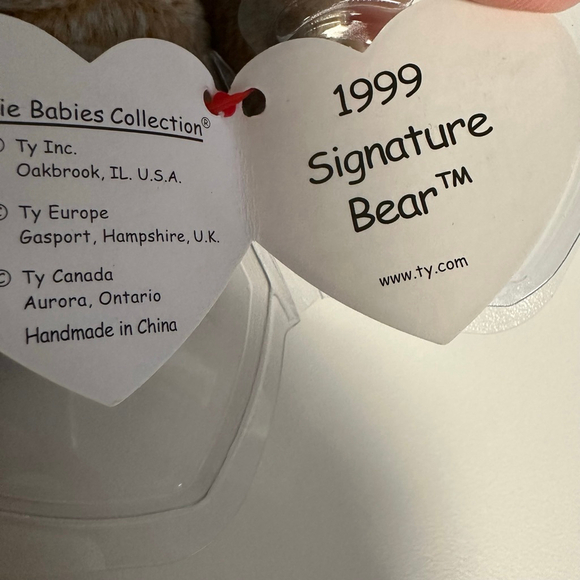 ie Babies Collection®
Ty Inc.
Oakbrook, IL. U.S.A.
© Ty Europe
Gasport, Hampshire, U.K.
© Ty Canada
Aurora, Ontario
Handmade in China
1999
Signature
Bear™
www.ty.com